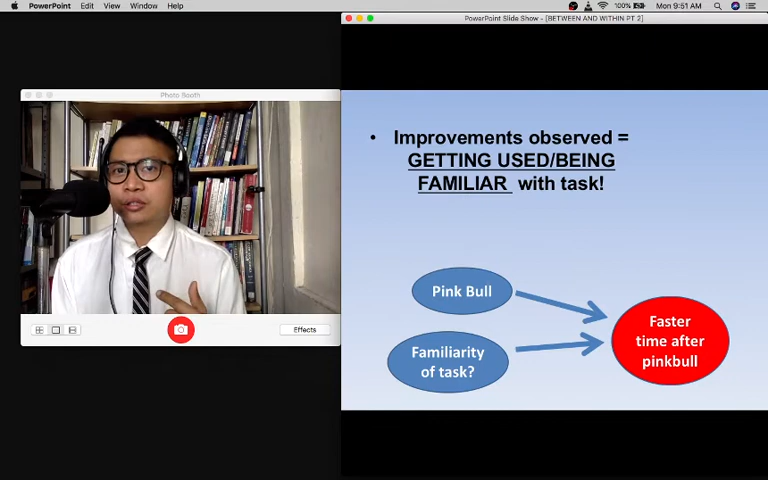 PowerPoint Edit View Window Help
100% Mon 9:51 AM
PowerPoint Slide Show - [BETWEEN AND WITHIN PT 2]
Photo Booth
• Improvements observed =
GETTING USED/BEING
FAMILIAR with task!
Pink Bull
Familiarity
of task?
Faster
time after
pinkbull
Effects